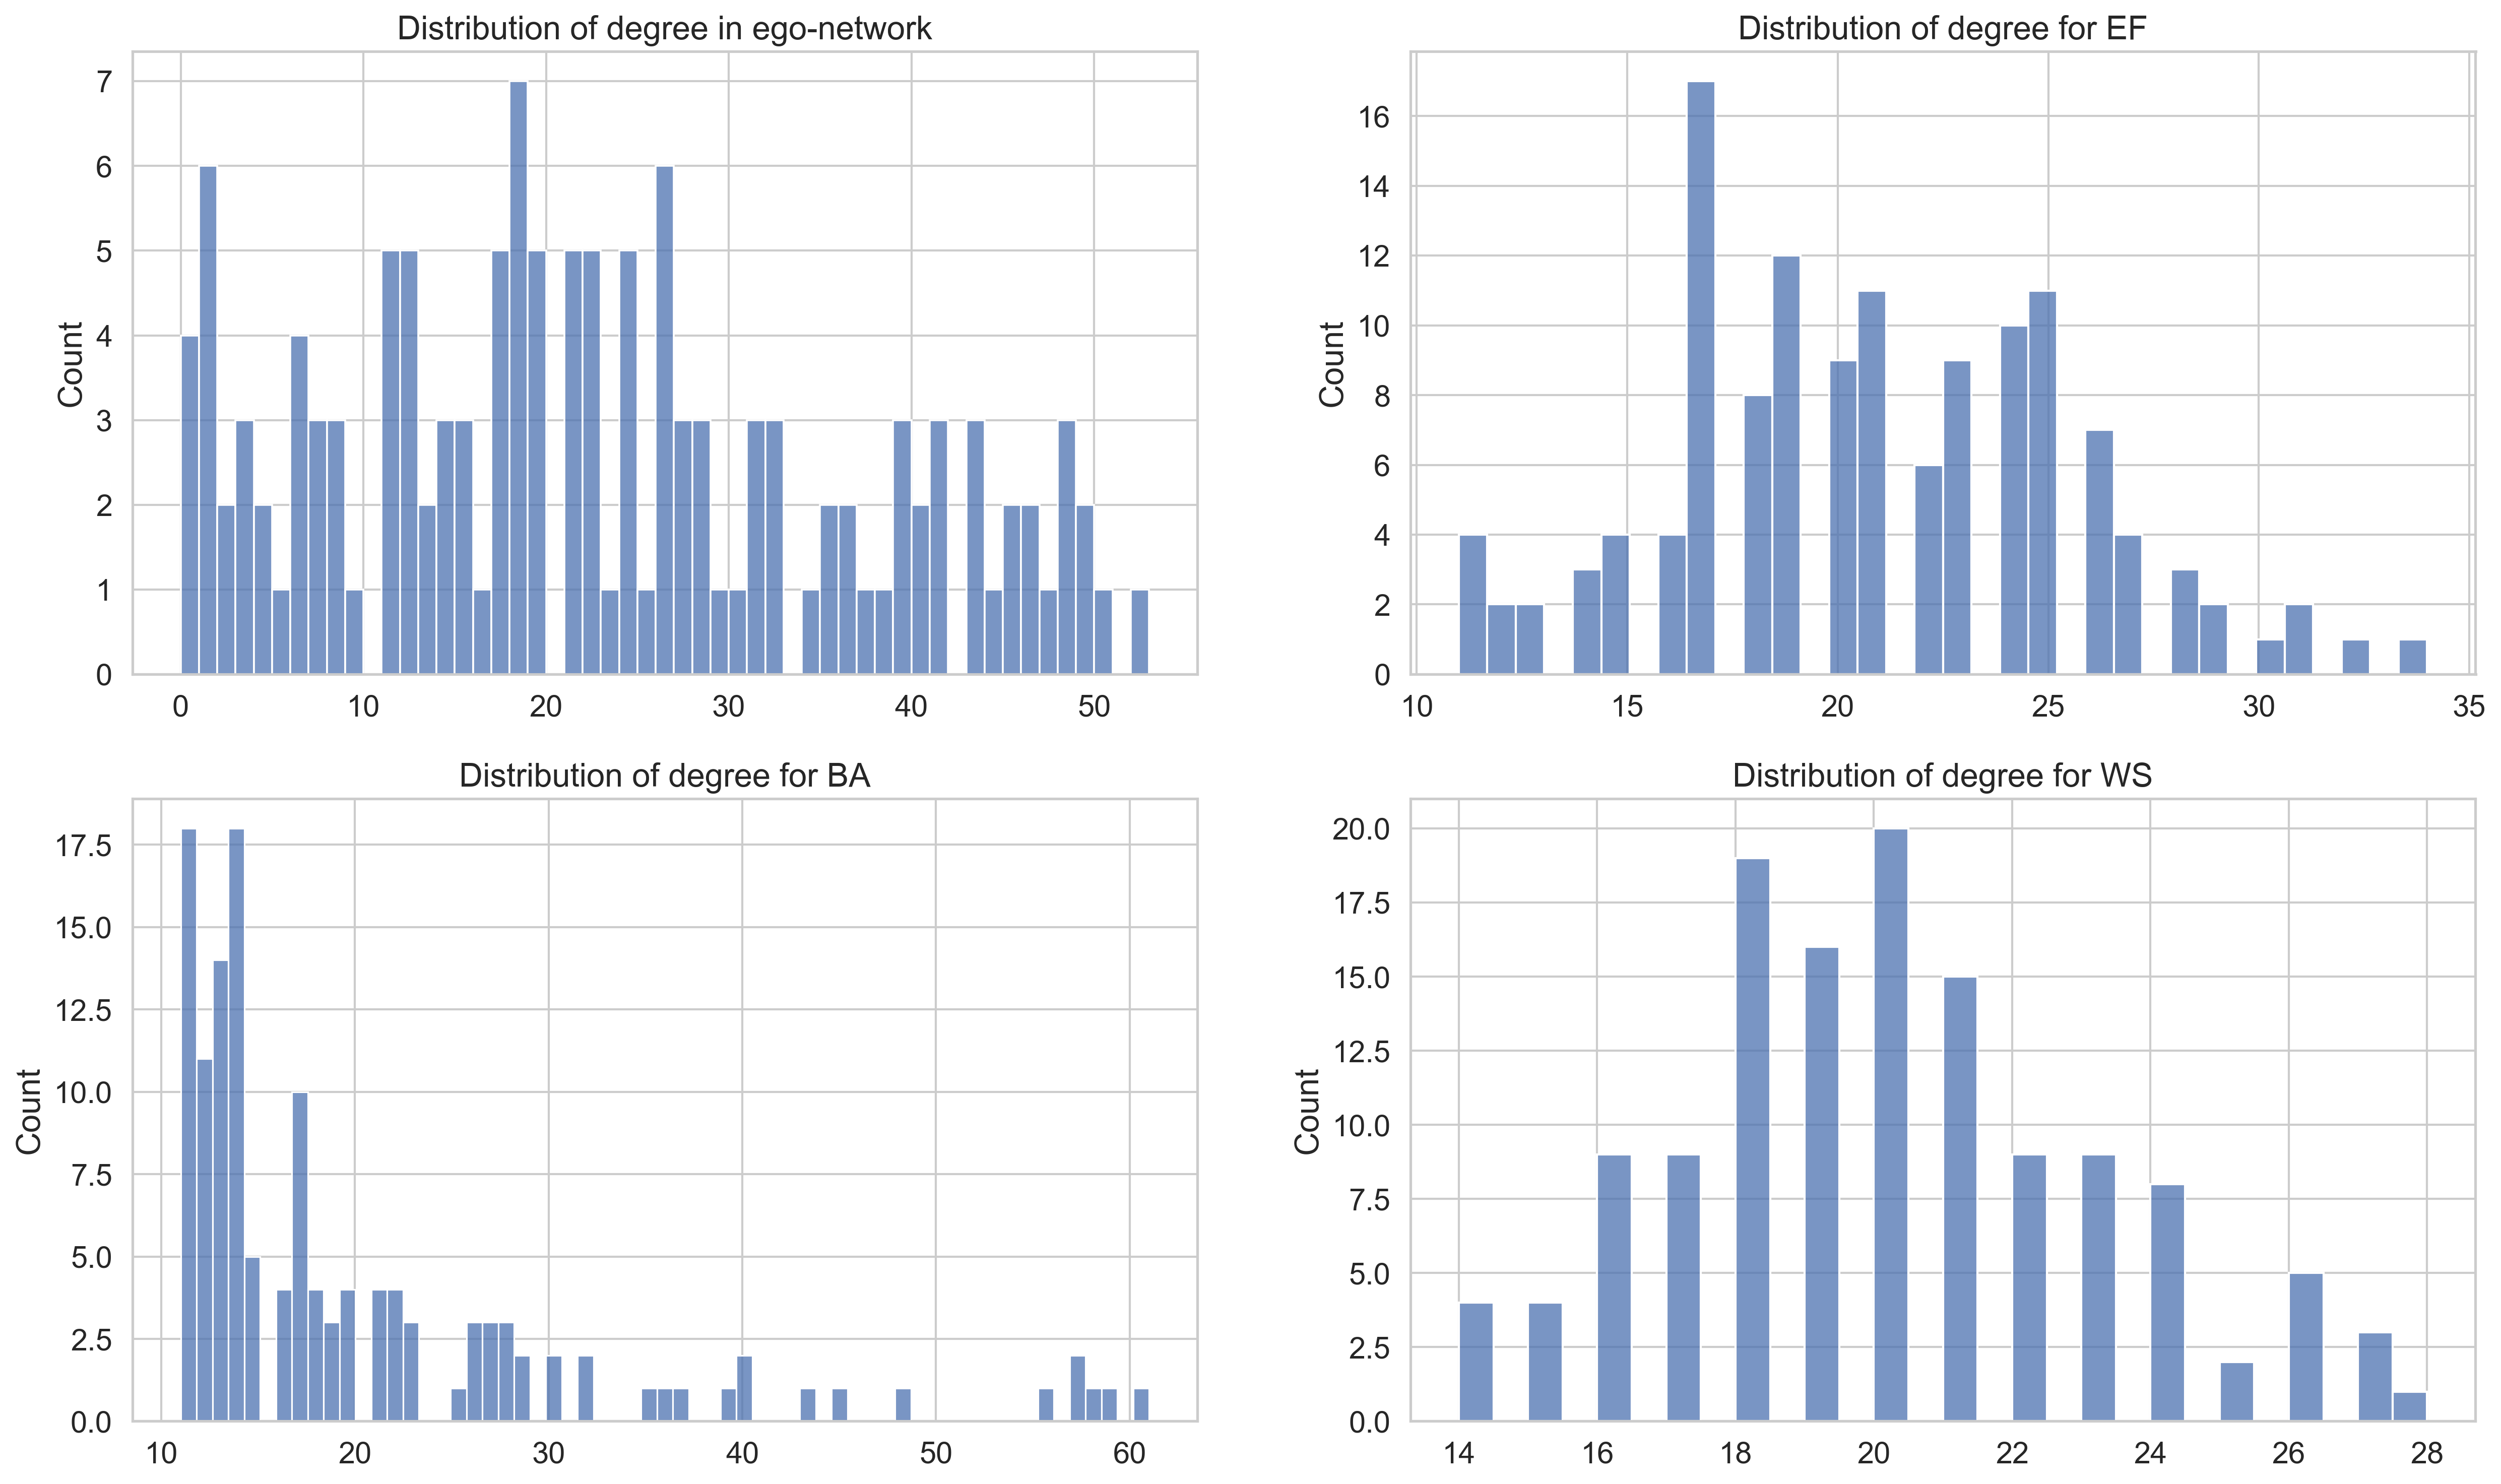 Distribution of degree in ego-network
Count
7
6
5
4
3
2
1
0
0 10 20 30 40 50
Distribution of degree for EF
Count
16
14
12
10
8
6
4
2
0
10 15 20 25 30 35
Distribution of degree for BA
Count
17.5
15.0
12.5
10.0
7.5
5.0
2.5
0.0
10 20 30 40 50 60
Distribution of degree for WS
Count
20.0
17.5
15.0
12.5
10.0
7.5
5.0
2.5
0.0
14 16 18 20 22 24 26 28